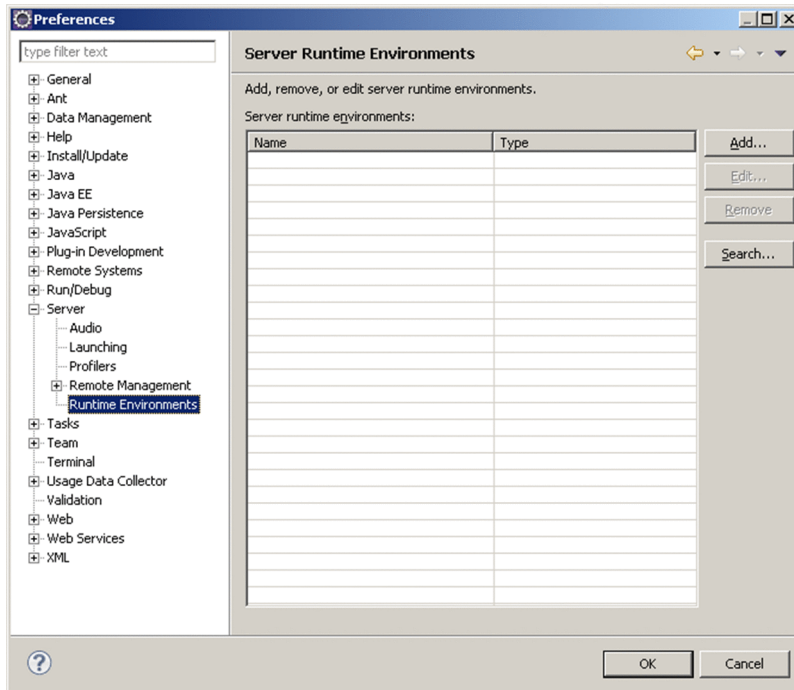 Preferences
type filter text
General
Ant
Data Management
Help
Install/Update
Java
Java EE
Java Persistence
JavaScript
Plug-in Development
Remote Systems
Run/Debug
Server
Audio
Launching
Profilers
Remote Management
Runtime Environments
Tasks
Team
Terminal
Usage Data Collector
Validation
Web
Web Services
XML
Server Runtime Environments
Add, remove, or edit server runtime environments.
Server runtime environments:
Name Type
Add...
Edit...
Remove
Search...
OK Cancel